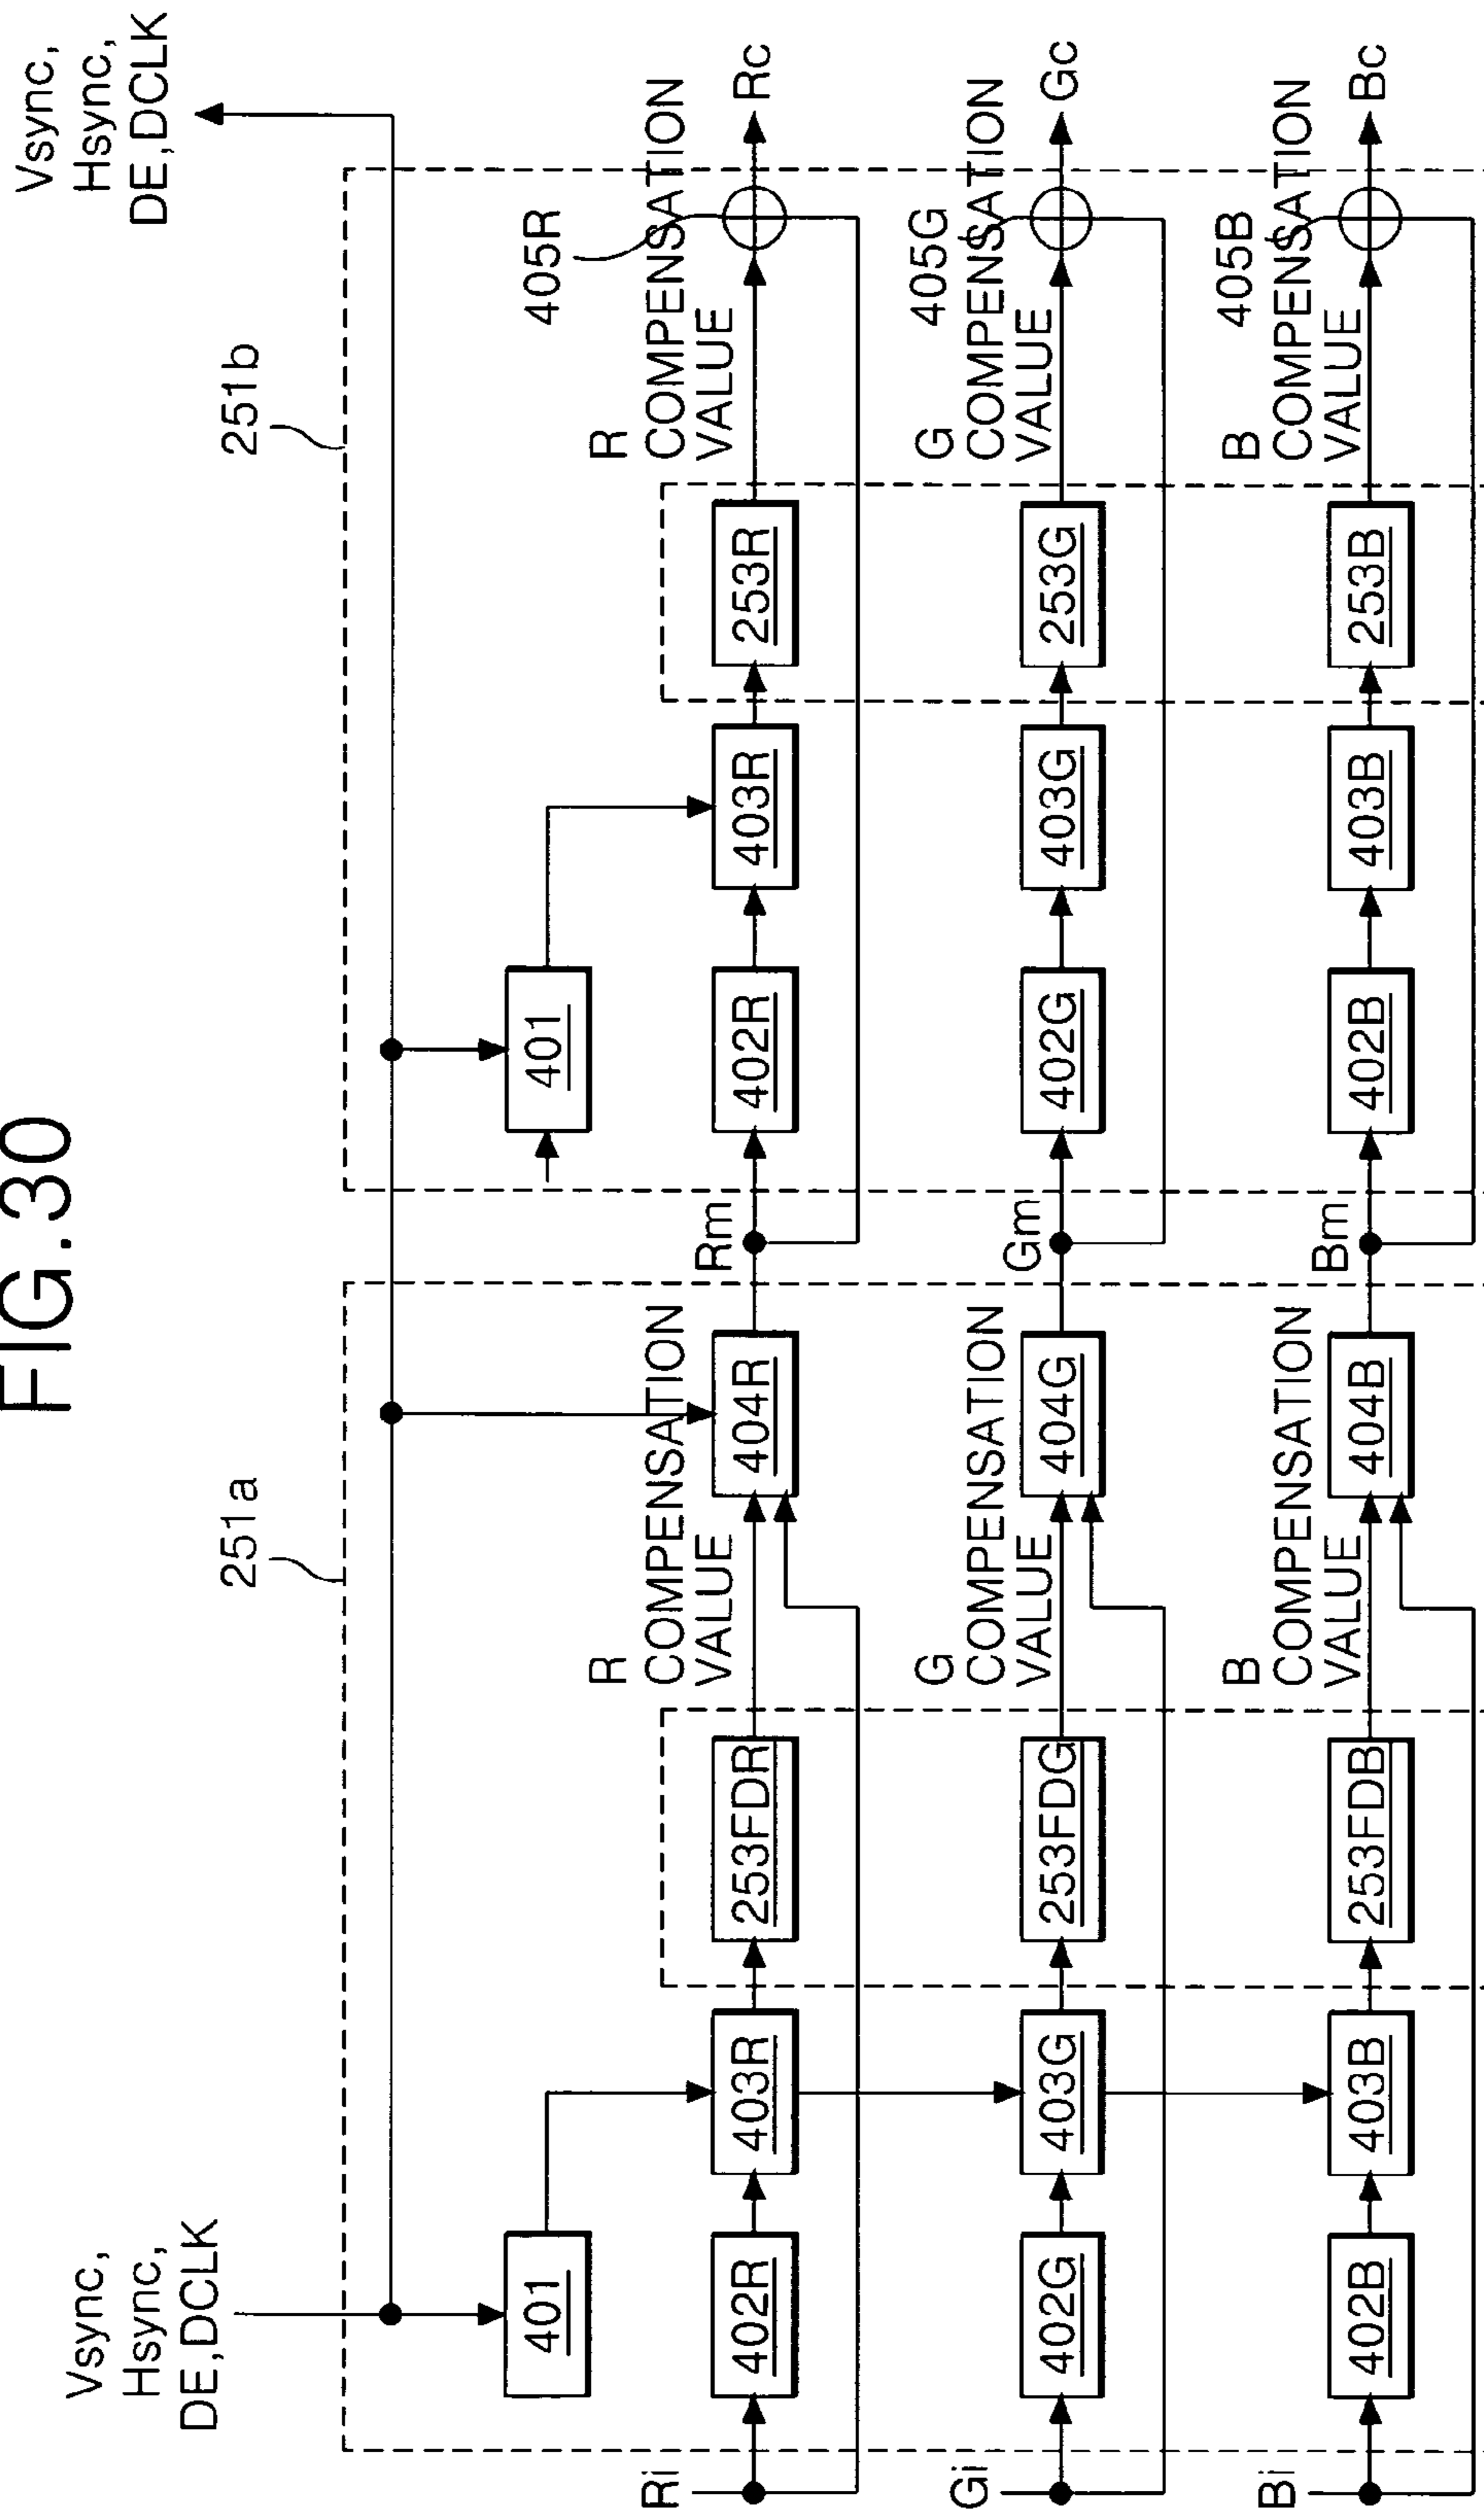 FIG.30
Vsync,
Hsync,
DE,DCLK
Vsync,
Hsync,
DE,DCLK
251a
251b
401
401
405R
R
COMPENSATION
VALUE
R
COMPENSATION
VALUE
Ri
402R
403R
253FDR
404R
Rm
402R
403R
253R
Rc
405G
G
COMPENSATION
VALUE
G
COMPENSATION
VALUE
Gi
402G
403G
253FDG
404G
Gm
402G
403G
253G
Gc
405B
B
COMPENSATION
VALUE
B
COMPENSATION
VALUE
Bi
402B
403B
253FDB
404B
Bm
402B
403B
253B
Bc